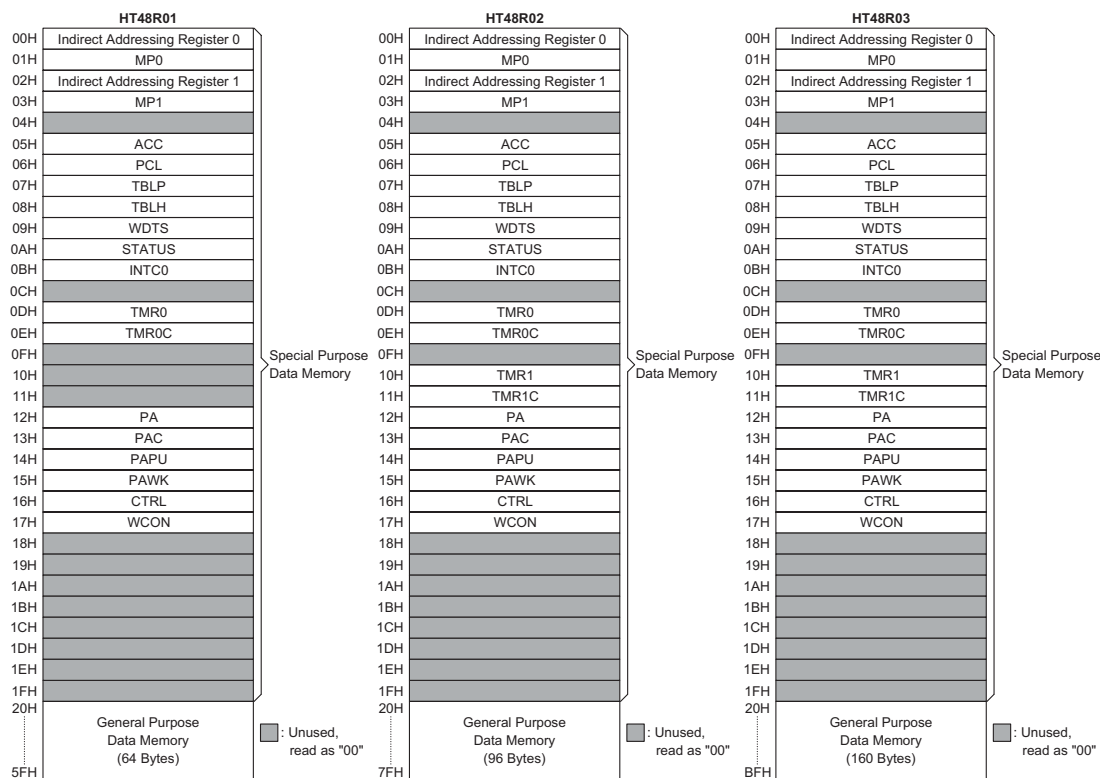 HT48R01
00H Indirect Addressing Register 0
01H MP0
02H Indirect Addressing Register 1
03H MP1
04H
05H ACC
06H PCL
07H TBLP
08H TBLH
09H WDTS
0AH STATUS
0BH INTC0
0CH
0DH TMR0
0EH TMR0C
0FH
10H
11H
12H PA
13H PAC
14H PAPU
15H PAWK
16H CTRL
17H WCON
18H
19H
1AH
1BH
1CH
1DH
1EH
1FH
20H
General Purpose
Data Memory
(64 Bytes)
5FH
Special Purpose
Data Memory
: Unused,
read as "00"
HT48R02
00H Indirect Addressing Register 0
01H MP0
02H Indirect Addressing Register 1
03H MP1
04H
05H ACC
06H PCL
07H TBLP
08H TBLH
09H WDTS
0AH STATUS
0BH INTC0
0CH
0DH TMR0
0EH TMR0C
0FH
10H TMR1
11H TMR1C
12H PA
13H PAC
14H PAPU
15H PAWK
16H CTRL
17H WCON
18H
19H
1AH
1BH
1CH
1DH
1EH
1FH
20H
General Purpose
Data Memory
(96 Bytes)
7FH
Special Purpose
Data Memory
: Unused,
read as "00"
HT48R03
00H Indirect Addressing Register 0
01H MP0
02H Indirect Addressing Register 1
03H MP1
04H
05H ACC
06H PCL
07H TBLP
08H TBLH
09H WDTS
0AH STATUS
0BH INTC0
0CH
0DH TMR0
0EH TMR0C
0FH
10H TMR1
11H TMR1C
12H PA
13H PAC
14H PAPU
15H PAWK
16H CTRL
17H WCON
18H
19H
1AH
1BH
1CH
1DH
1EH
1FH
20H
General Purpose
Data Memory
(160 Bytes)
BFH
Special Purpose
Data Memory
: Unused,
read as "00"